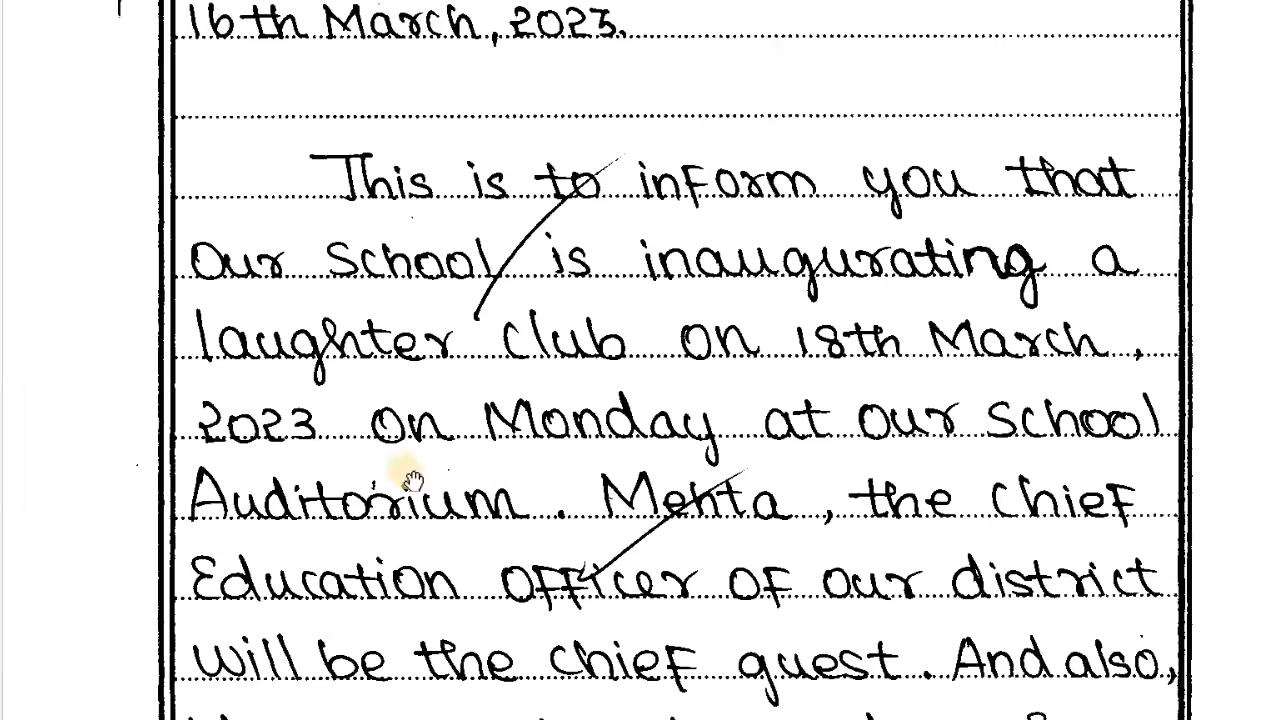 16th March, 2023.
This is to inform you that
Our School is inaugurating a
laughter club on 18th March,
2023 on Monday at our school
Auditorium. Mehta, the Chief
Education Officer of our district
will be the chief guest. And also,